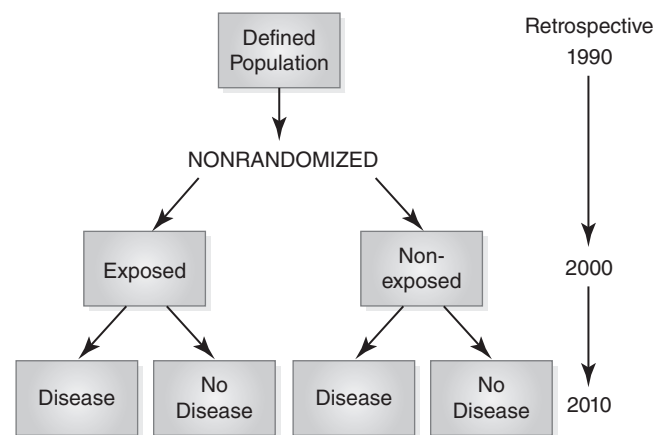 Defined
Population
Retrospective
1990
NONRANDOMIZED
Exposed
Non-
exposed
2000
Disease
No
Disease
Disease
No
Disease
2010